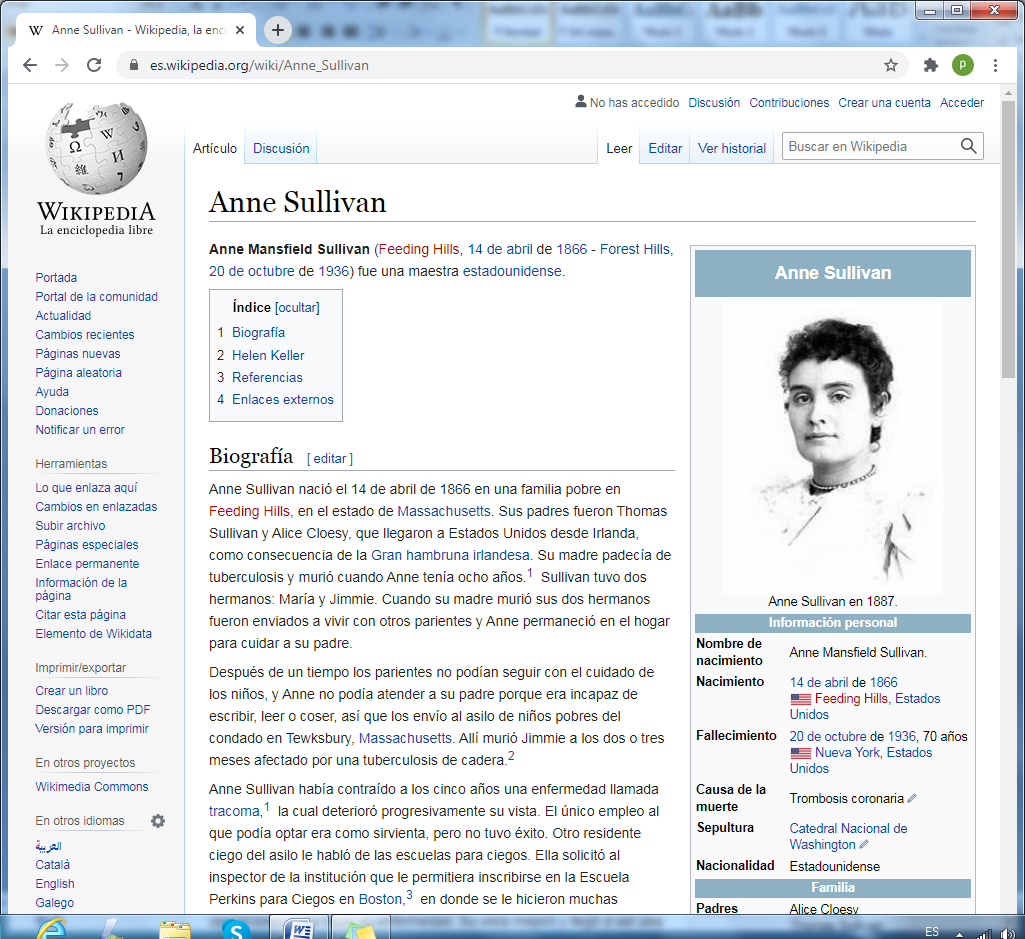 Anne Sullivan - Wikipedia, la enci
es.wikipedia.org/wiki/Anne_Sullivan
P
No has accedido Discusión Contribuciones Crear una cuenta Acceder
WIKIPEDIA
La enciclopedia libre
Artículo Discusión Leer Editar Ver historial Buscar en Wikipedia
Portada
Portal de la comunidad
Actualidad
Cambios recientes
Páginas nuevas
Página aleatoria
Ayuda
Donaciones
Notificar un error
Herramientas
Lo que enlaza aquí
Cambios en enlazadas
Subir archivo
Páginas especiales
Enlace permanente
Información de la
página
Citar esta página
Elemento de Wikidata
Imprimir/exportar
Crear un libro
Descargar como PDF
Versión para imprimir
En otros proyectos
Wikimedia Commons
En otros idiomas
العربية
Català
English
Galego
Anne Sullivan
Anne Mansfield Sullivan (Feeding Hills, 14 de abril de 1866 - Forest Hills,
20 de octubre de 1936) fue una maestra estadounidense.
Índice [ocultar]
1 Biografía
2 Helen Keller
3 Referencias
4 Enlaces externos
Biografía [ editar ]
Anne Sullivan nació el 14 de abril de 1866 en una familia pobre en
Feeding Hills, en el estado de Massachusetts. Sus padres fueron Thomas
Sullivan y Alice Cloesy, que llegaron a Estados Unidos desde Irlanda,
como consecuencia de la Gran hambruna irlandesa. Su madre padecía de
tuberculosis y murió cuando Anne tenía ocho años.1 Sullivan tuvo dos
hermanos: María y Jimmie. Cuando su madre murió sus dos hermanos
fueron enviados a vivir con otros parientes y Anne permaneció en el hogar
para cuidar a su padre.
Después de un tiempo los parientes no podían seguir con el cuidado de
los niños, y Anne no podía atender a su padre porque era incapaz de
escribir, leer o coser, así que los envío al asilo de niños pobres del
condado en Tewksbury, Massachusetts. Allí murió Jimmie a los dos o tres
meses afectado por una tuberculosis de cadera.2
Anne Sullivan había contraído a los cinco años una enfermedad llamada
tracoma,1 la cual deterioró progresivamente su vista. El único empleo al
que podía optar era como sirvienta, pero no tuvo éxito. Otro residente
ciego del asilo le habló de las escuelas para ciegos. Ella solicitó al
inspector de la institución que le permitiera inscribirse en la Escuela
Perkins para Ciegos en Boston,3 en donde se le hicieron muchas
Anne Sullivan
Anne Sullivan en 1887.
Información personal
Nombre de
nacimiento Anne Mansfield Sullivan.
Nacimiento 14 de abril de 1866
Feeding Hills, Estados
Unidos
Fallecimiento 20 de octubre de 1936, 70 años
Nueva York, Estados
Unidos
Causa de la
muerte Trombosis coronaria
Sepultura Catedral Nacional de
Washington
Nacionalidad Estadounidense
Familia
Padres Alice Cloesy
ES